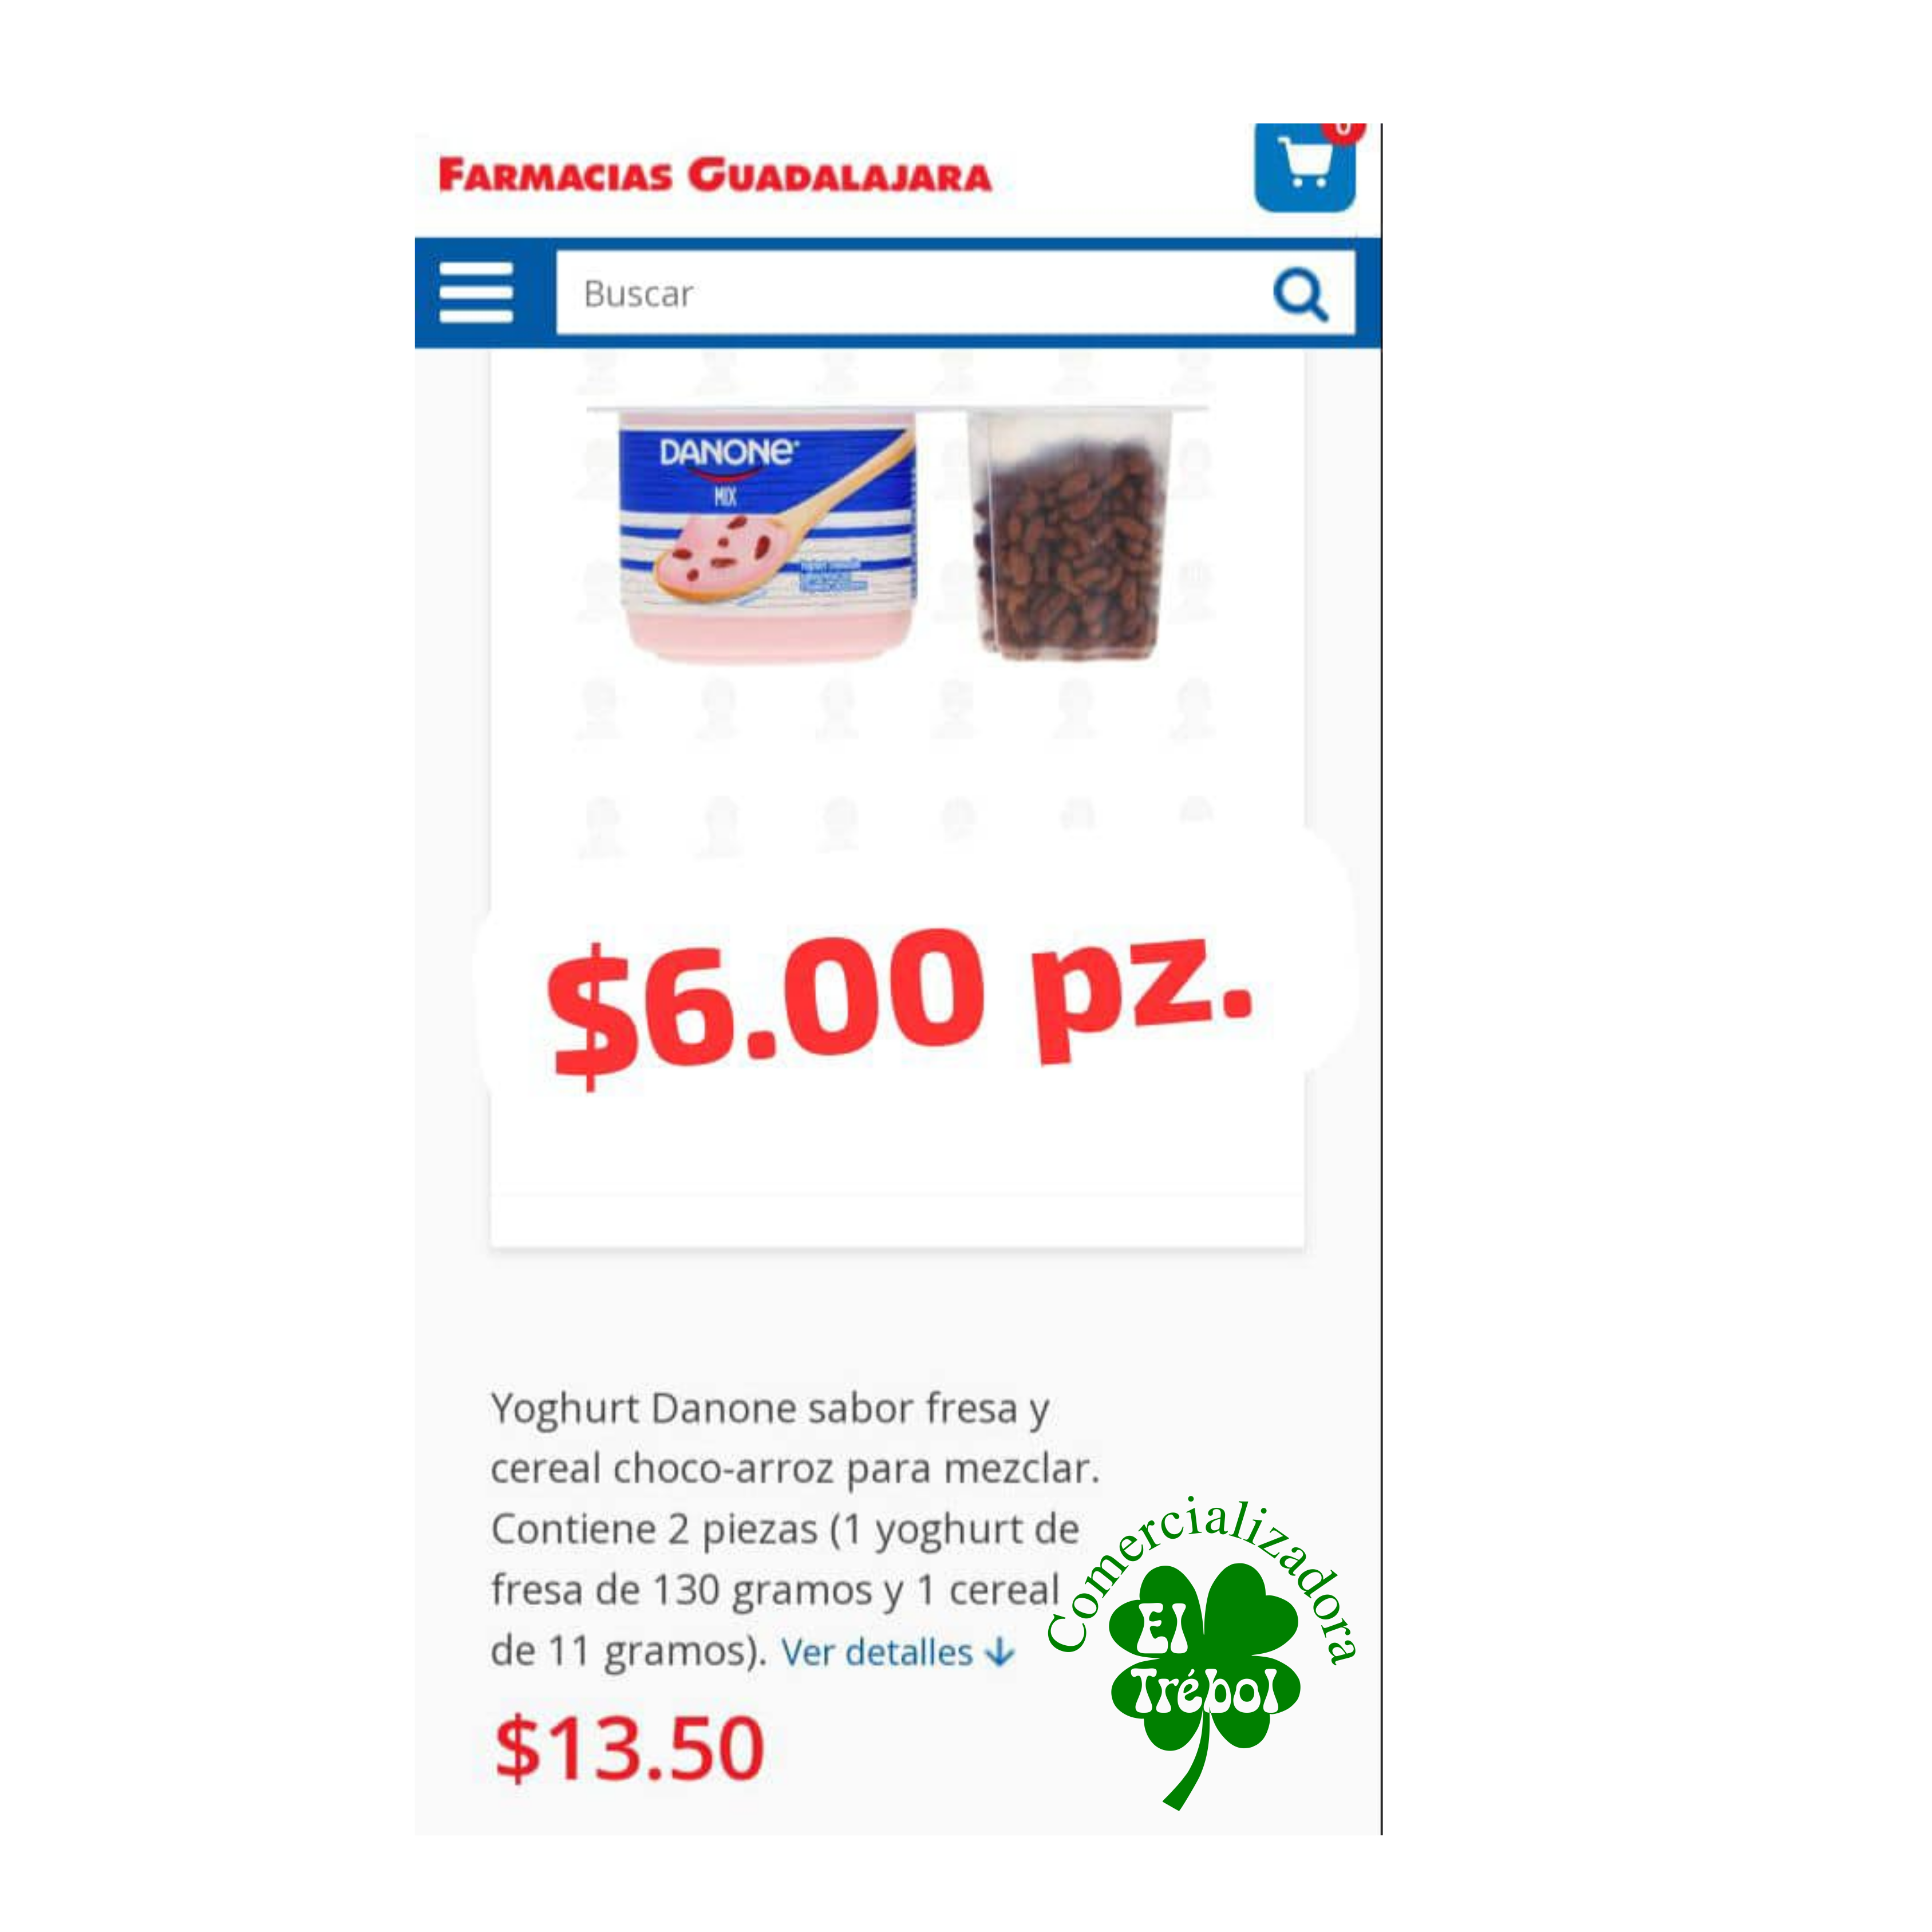 FARMACIAS GUADALAJARA
0
Buscar
DANONE
MIX
$6.00 pz.
Yoghurt Danone sabor fresa y
cereal choco-arroz para mezclar.
Contiene 2 piezas (1 yoghurt de
fresa de 130 gramos y 1 cereal
de 11 gramos). Ver detalles ↓
$13.50
Comercializadora
El
Trébol